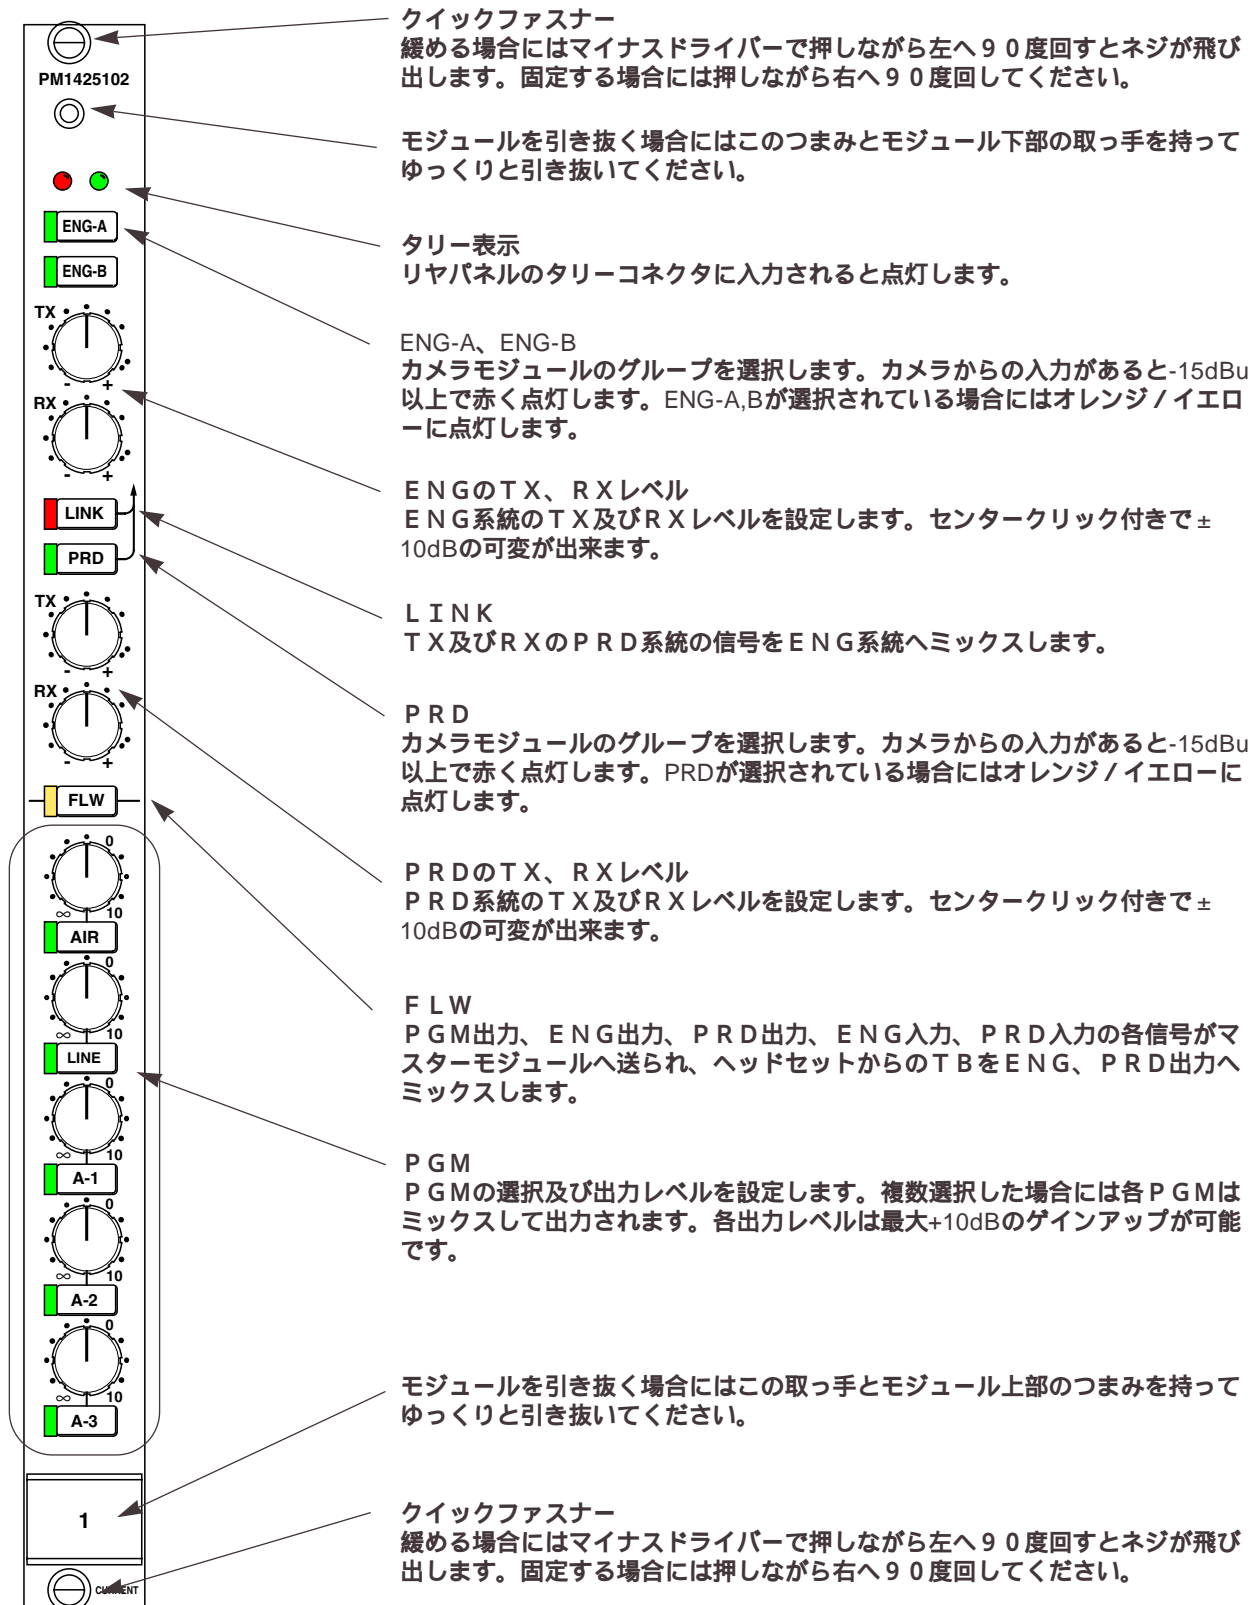 クイックファスナー
緩める場合にはマイナスドライバーで押しながら左へ９０度回すとネジが飛び
出します。固定する場合には押しながら右へ９０度回してください。
PM1425102
モジュールを引き抜く場合にはこのつまみとモジュール下部の取っ手を持って
ゆっくりと引き抜いてください。
タリー表示
リヤパネルのタリーコネクタに入力されると点灯します。
ENG-A
ENG-B
TX
- +
RX
- +
ENG-A、ENG-B
カメラモジュールのグループを選択します。カメラからの入力があると-15dBu
以上で赤く点灯します。ENG-A,Bが選択されている場合にはオレンジ / イエロ
ーに点灯します。
ＥＮＧのＴＸ、ＲＸレベル
ＥＮＧ系統のＴＸ及びＲＸレベルを設定します。センタークリック付きで±
10dBの可変が出来ます。
LINK
PRD
ＬＩＮＫ
ＴＸ及びＲＸのＰＲＤ系統の信号をＥＮＧ系統へミックスします。
TX
- +
RX
- +
ＰＲＤ
カメラモジュールのグループを選択します。カメラからの入力があると-15dBu
以上で赤く点灯します。PRDが選択されている場合にはオレンジ / イエローに
点灯します。
FLW
ＰＲＤのＴＸ、ＲＸレベル
ＰＲＤ系統のＴＸ及びＲＸレベルを設定します。センタークリック付きで±
10dBの可変が出来ます。
0
∞ 10
AIR
0
∞ 10
LINE
ＦＬＷ
ＰＧＭ出力、ＥＮＧ出力、ＰＲＤ出力、ＥＮＧ入力、ＰＲＤ入力の各信号がマ
スターモジュールへ送られ、ヘッドセットからのＴＢをＥＮＧ、ＰＲＤ出力へ
ミックスします。
0
∞ 10
A-1
0
∞ 10
A-2
ＰＧＭ
ＰＧＭの選択及び出力レベルを設定します。複数選択した場合には各ＰＧＭは
ミックスして出力されます。各出力レベルは最大+10dBのゲインアップが可能
です。
0
∞ 10
A-3
モジュールを引き抜く場合にはこの取っ手とモジュール上部のつまみを持って
ゆっくりと引き抜いてください。
1
クイックファスナー
緩める場合にはマイナスドライバーで押しながら左へ９０度回すとネジが飛び
出します。固定する場合には押しながら右へ９０度回してください。
CURRENT